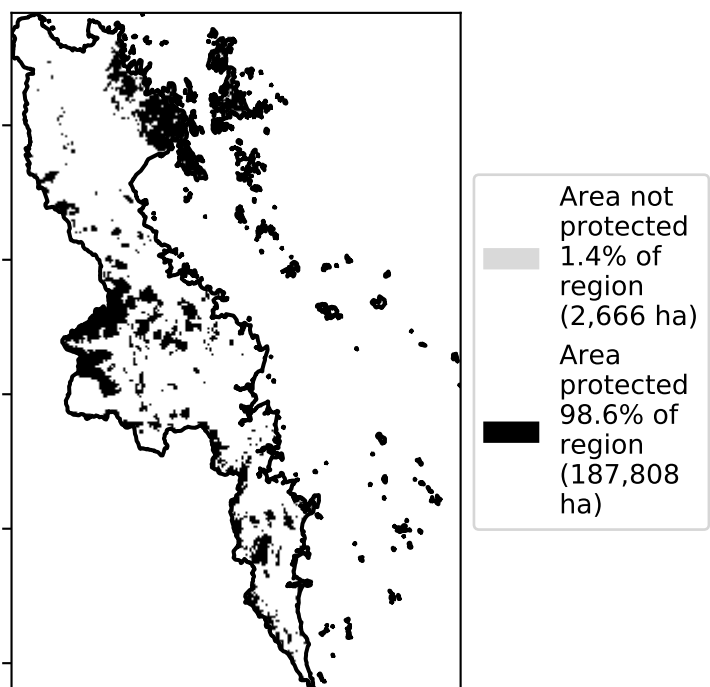 Area not
protected
1.4% of
region
(2,666 ha)
Area
protected
98.6% of
region
(187,808
ha)